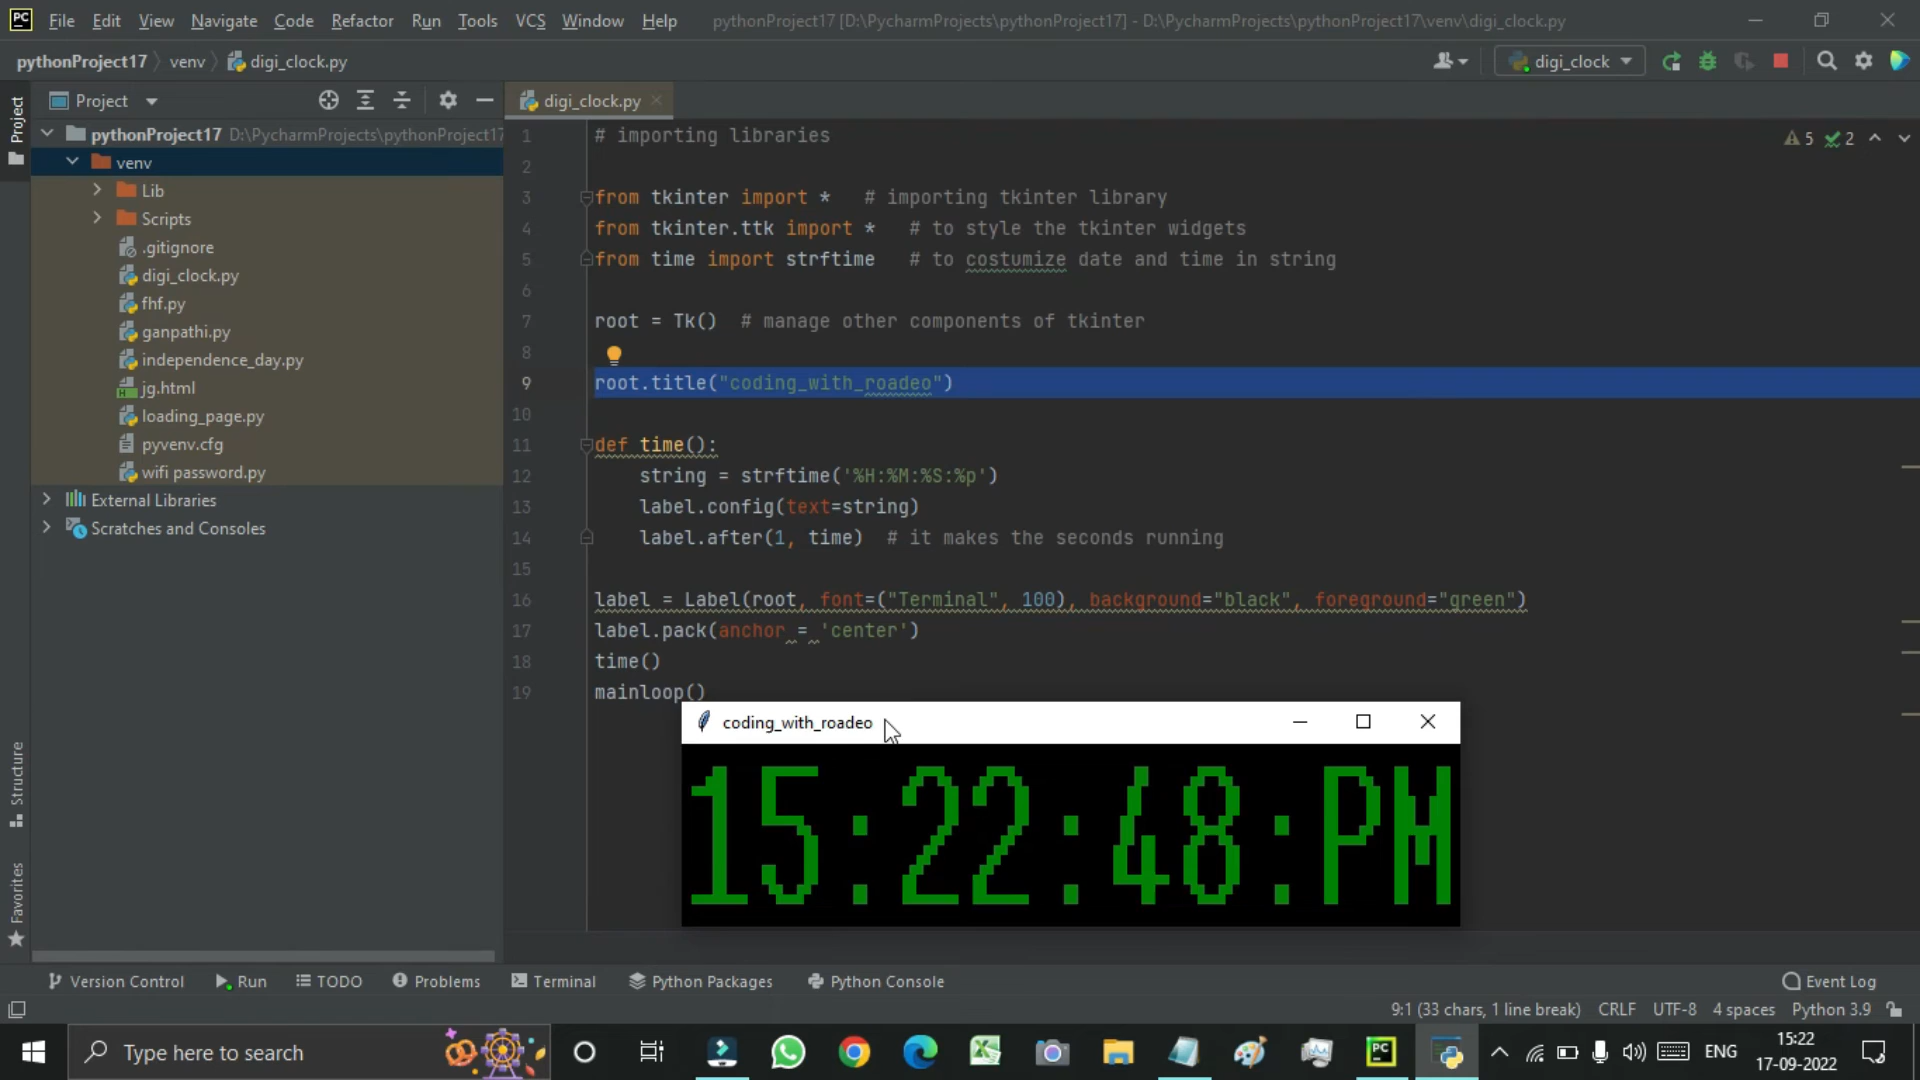 PC File Edit View Navigate Code Refactor Run Tools VCS Window Help pythonProject17 [D:\PycharmProjects\pythonProject17] - D:\PycharmProjects\pythonProject17\venv\digi_clock.py
pythonProject17 venv digi_clock.py digi_clock
Project digi_clock.py
Project
pythonProject17 D:\PycharmProjects\pythonProject17
venv
Lib
Scripts
.gitignore
digi_clock.py
fhf.py
ganpathi.py
independence_day.py
jg.html
loading_page.py
pyvenv.cfg
wifi password.py
External Libraries
Scratches and Consoles
Structure
Favorites
5 2
1 # importing libraries
2
3 from tkinter import * # importing tkinter library
4 from tkinter.ttk import * # to style the tkinter widgets
5 from time import strftime # to costumize date and time in string
6
7 root = Tk() # manage other components of tkinter
8
9 root.title("coding_with_roadeo")
10
11 def time():
12 string = strftime('%H:%M:%S:%p')
13 label.config(text=string)
14 label.after(1, time) # it makes the seconds running
15
16 label = Label(root, font=("Terminal", 100), background="black", foreground="green")
17 label.pack(anchor = 'center')
18 time()
19 mainloop()
coding_with_roadeo
15:22:48:PM
Version Control Run TODO Problems Terminal Python Packages Python Console Event Log
9:1 (33 chars, 1 line break) CRLF UTF-8 4 spaces Python 3.9
Type here to search PC ENG 15:22
17-09-2022